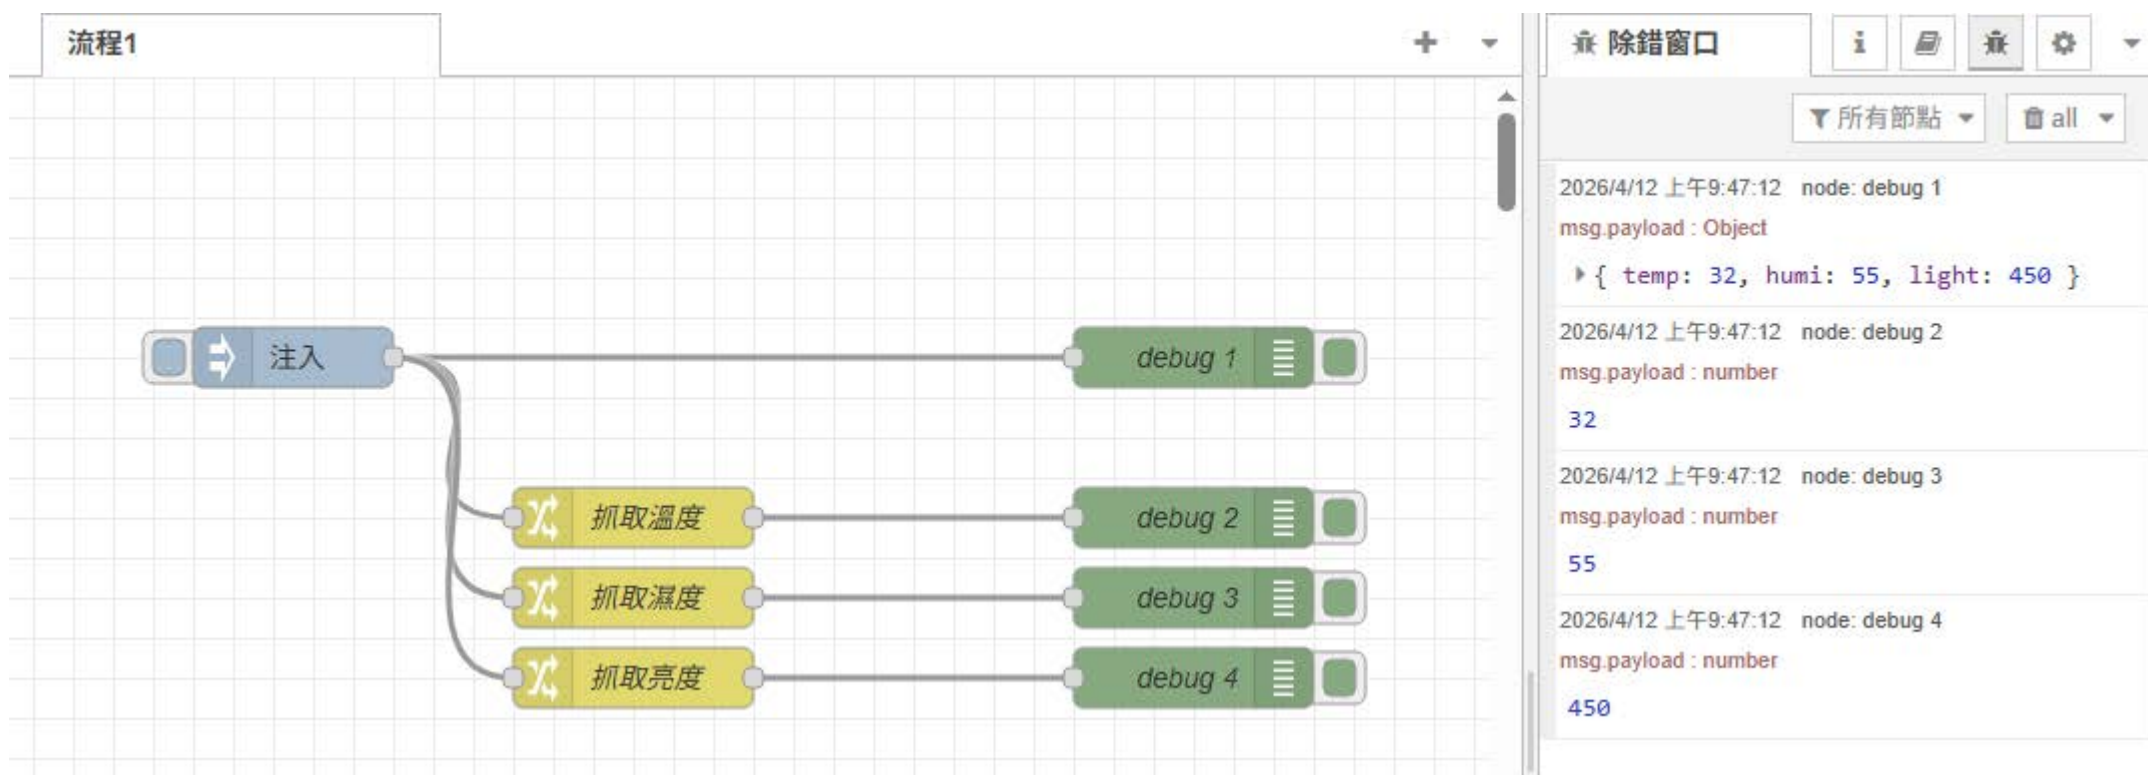 流程1
除錯窗口
所有節點
all
注入
debug 1
抓取溫度
debug 2
抓取濕度
debug 3
抓取亮度
debug 4
2026/4/12 上午9:47:12 node: debug 1
msg.payload : Object
{ temp: 32, humi: 55, light: 450 }
2026/4/12 上午9:47:12 node: debug 2
msg.payload : number
32
2026/4/12 上午9:47:12 node: debug 3
msg.payload : number
55
2026/4/12 上午9:47:12 node: debug 4
msg.payload : number
450